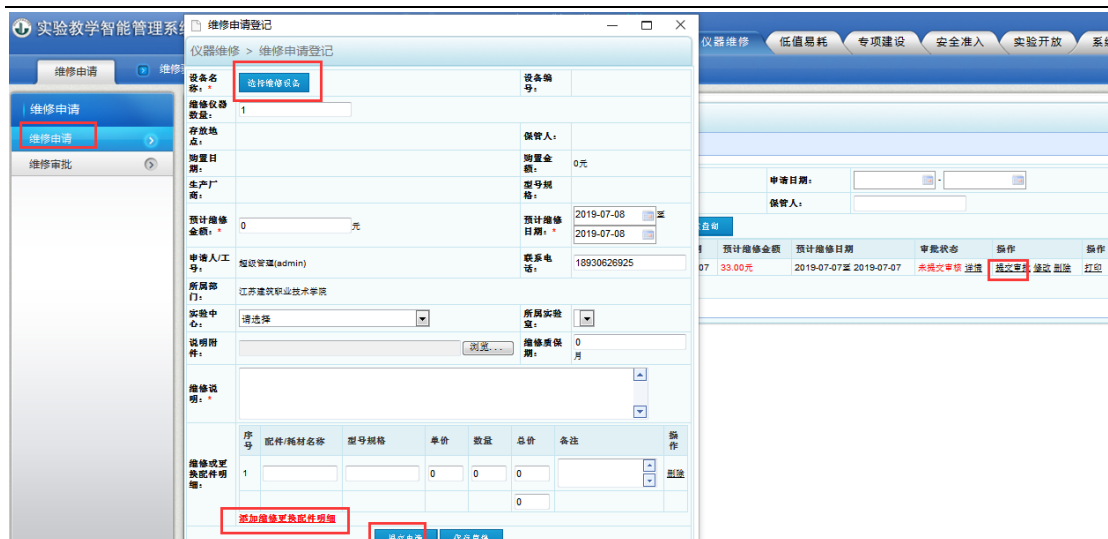 实验教学智能管理系
维修申请登记
仪器维修
低值易耗
专项建设
安全准入
实验开放
系
仪器维修 > 维修申请登记
维修申请
维修
维修申请
维修申请
维修审批
设备名称：*
选择维修设备
设备编号：
维修仪器数量：
1
存放地点：
保管人：
购置日期：
购置金额：
0元
生产厂商：
型号规格：
预计维修金额：*
0
元
预计维修日期：*
2019-07-08
至
2019-07-08
申请人/工号：
超级管理(admin)
联系电话：
18930626925
所属部门：
江苏建筑职业技术学院
实验中心：
请选择
所属实验室：
说明附件：
浏览...
维修质保期：
0
月
维修说明：*
维修或更换配件明细：
序号 配件/耗材名称 型号规格 单价 数量 总价 备注 操作
1 0 0 0 删除
0
添加维修更换配件明细
提交申请
申请日期：
-
保管人：
查询
预计维修金额 预计维修日期 审批状态 操作 操作
07 33.00元 2019-07-07至 2019-07-07 未提交审核 详情 提交审批 修改 删除 打印